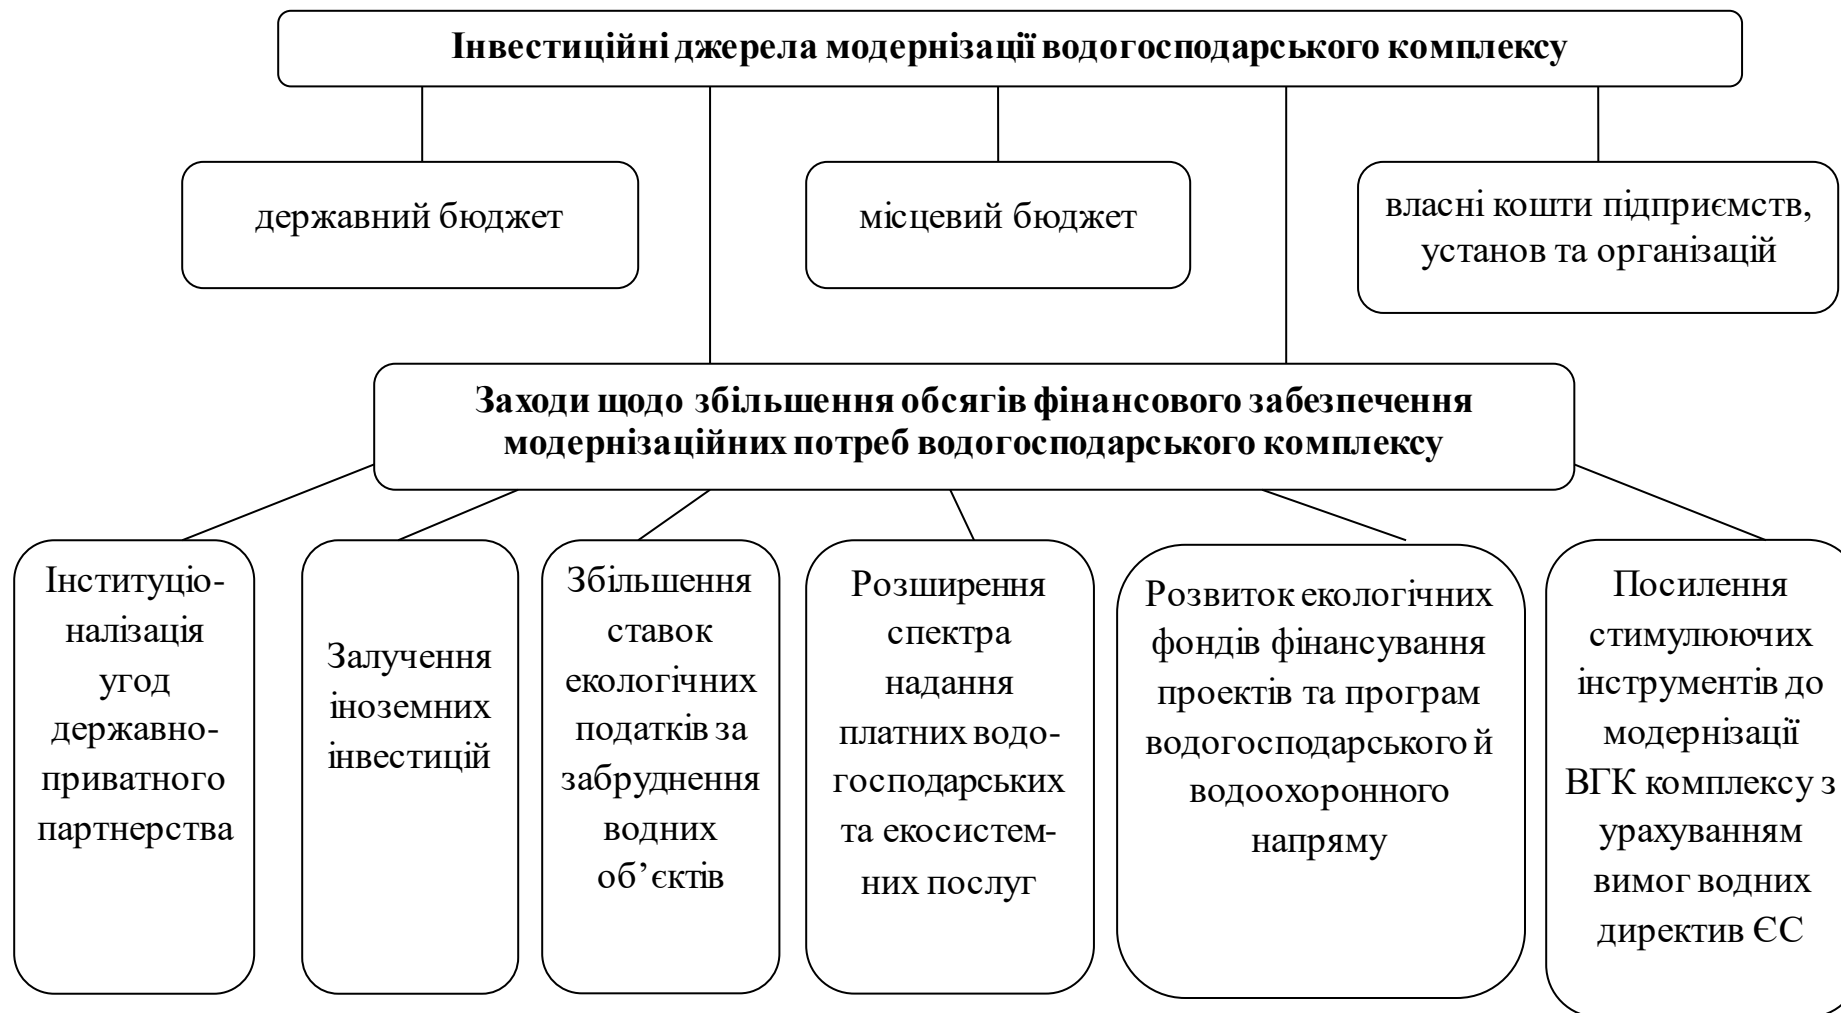 Інвестиційні джерела модернізації водогосподарського комплексу
державний бюджет
місцевий бюджет
власні кошти підприємств,
установ та організацій
Заходи щодо збільшення обсягів фінансового забезпечення
модернізаційних потреб водогосподарського комплексу
Інституціо-
налізація
угод
державно-
приватного
партнерства
Залучення
іноземних
інвестицій
Збільшення
ставок
екологічних
податків за
забруднення
водних
об’єктів
Розширення
спектра
надання
платних водо-
господарських
та екосистем-
них послуг
Розвиток екологічних
фондів фінансування
проектів та програм
водогосподарського й
водоохоронного
напряму
Посилення
стимулюючих
інструментів до
модернізації
ВГК комплексу з
урахуванням
вимог водних
директив ЄС